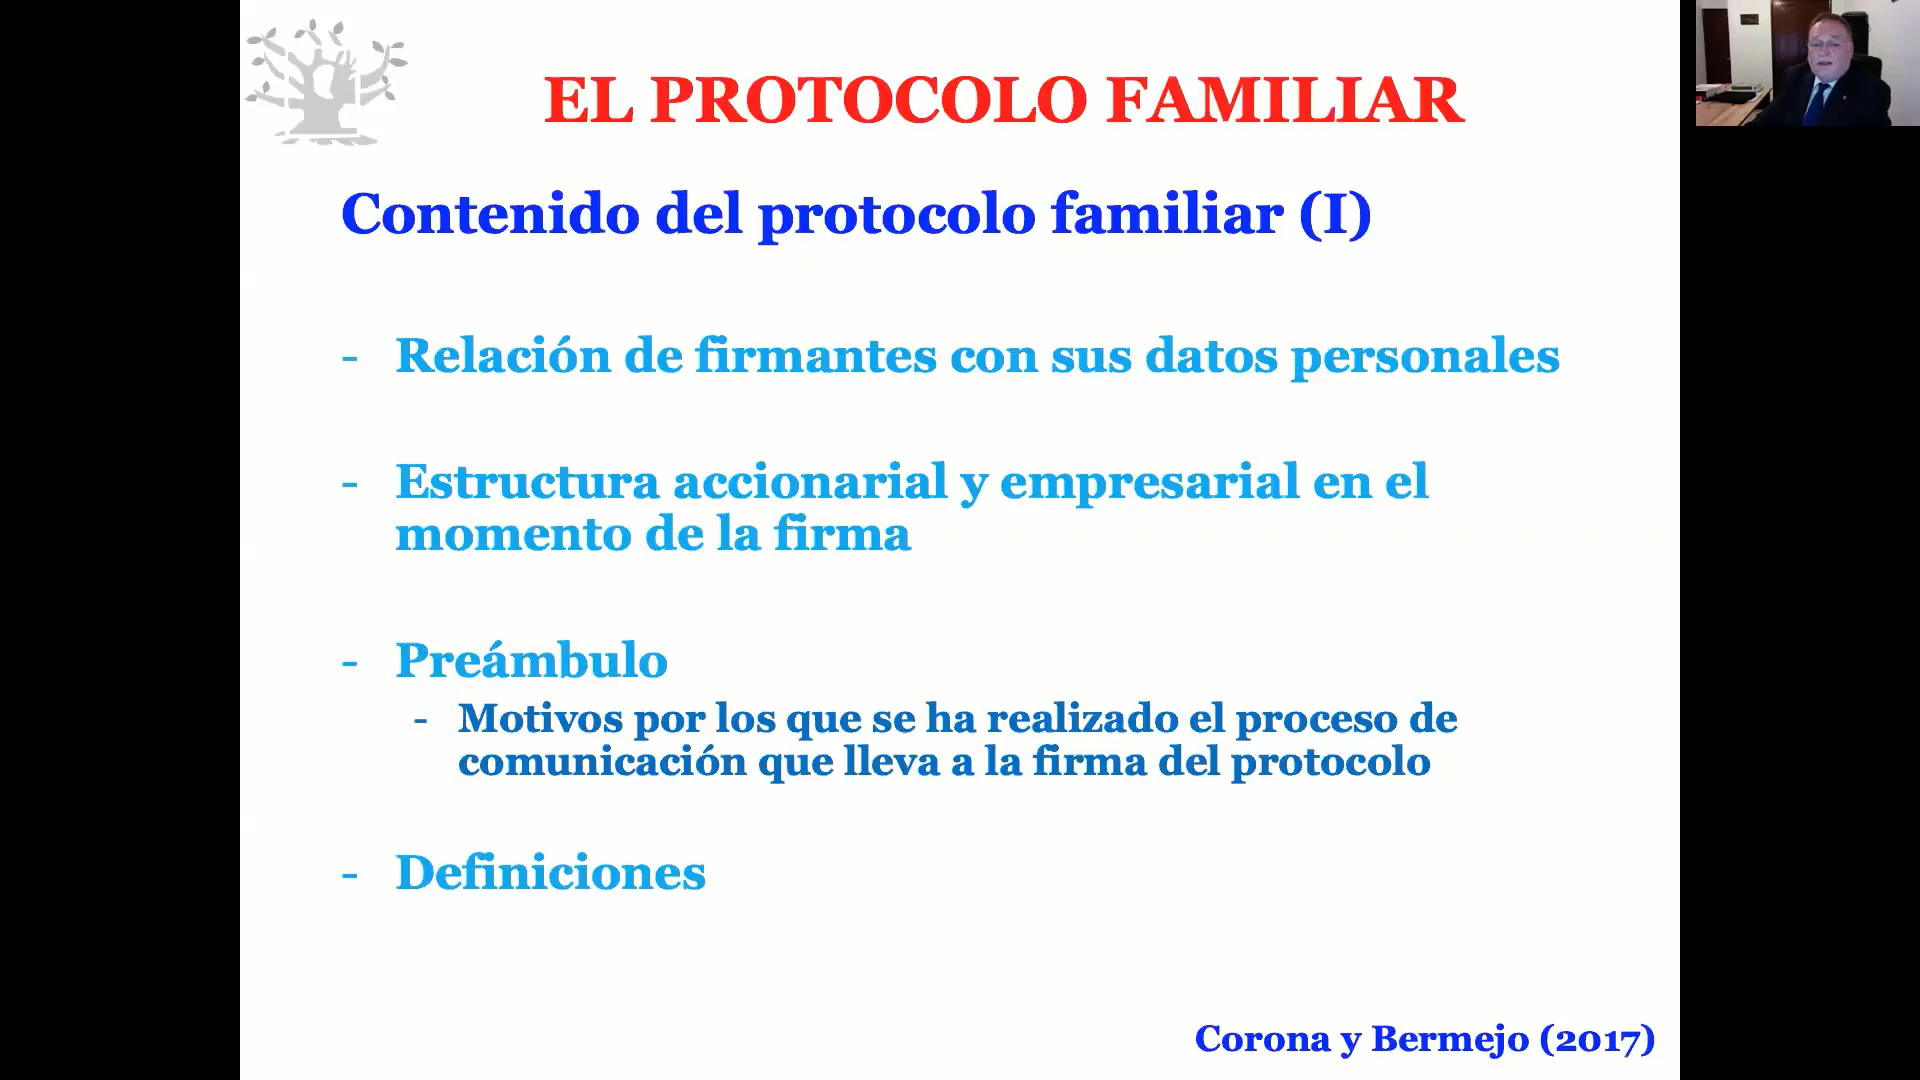 EL PROTOCOLO FAMILIAR
Contenido del protocolo familiar (I)
- Relación de firmantes con sus datos personales
- Estructura accionarial y empresarial en el
momento de la firma
- Preámbulo
- Motivos por los que se ha realizado el proceso de
comunicación que lleva a la firma del protocolo
- Definiciones
Corona y Bermejo (2017)